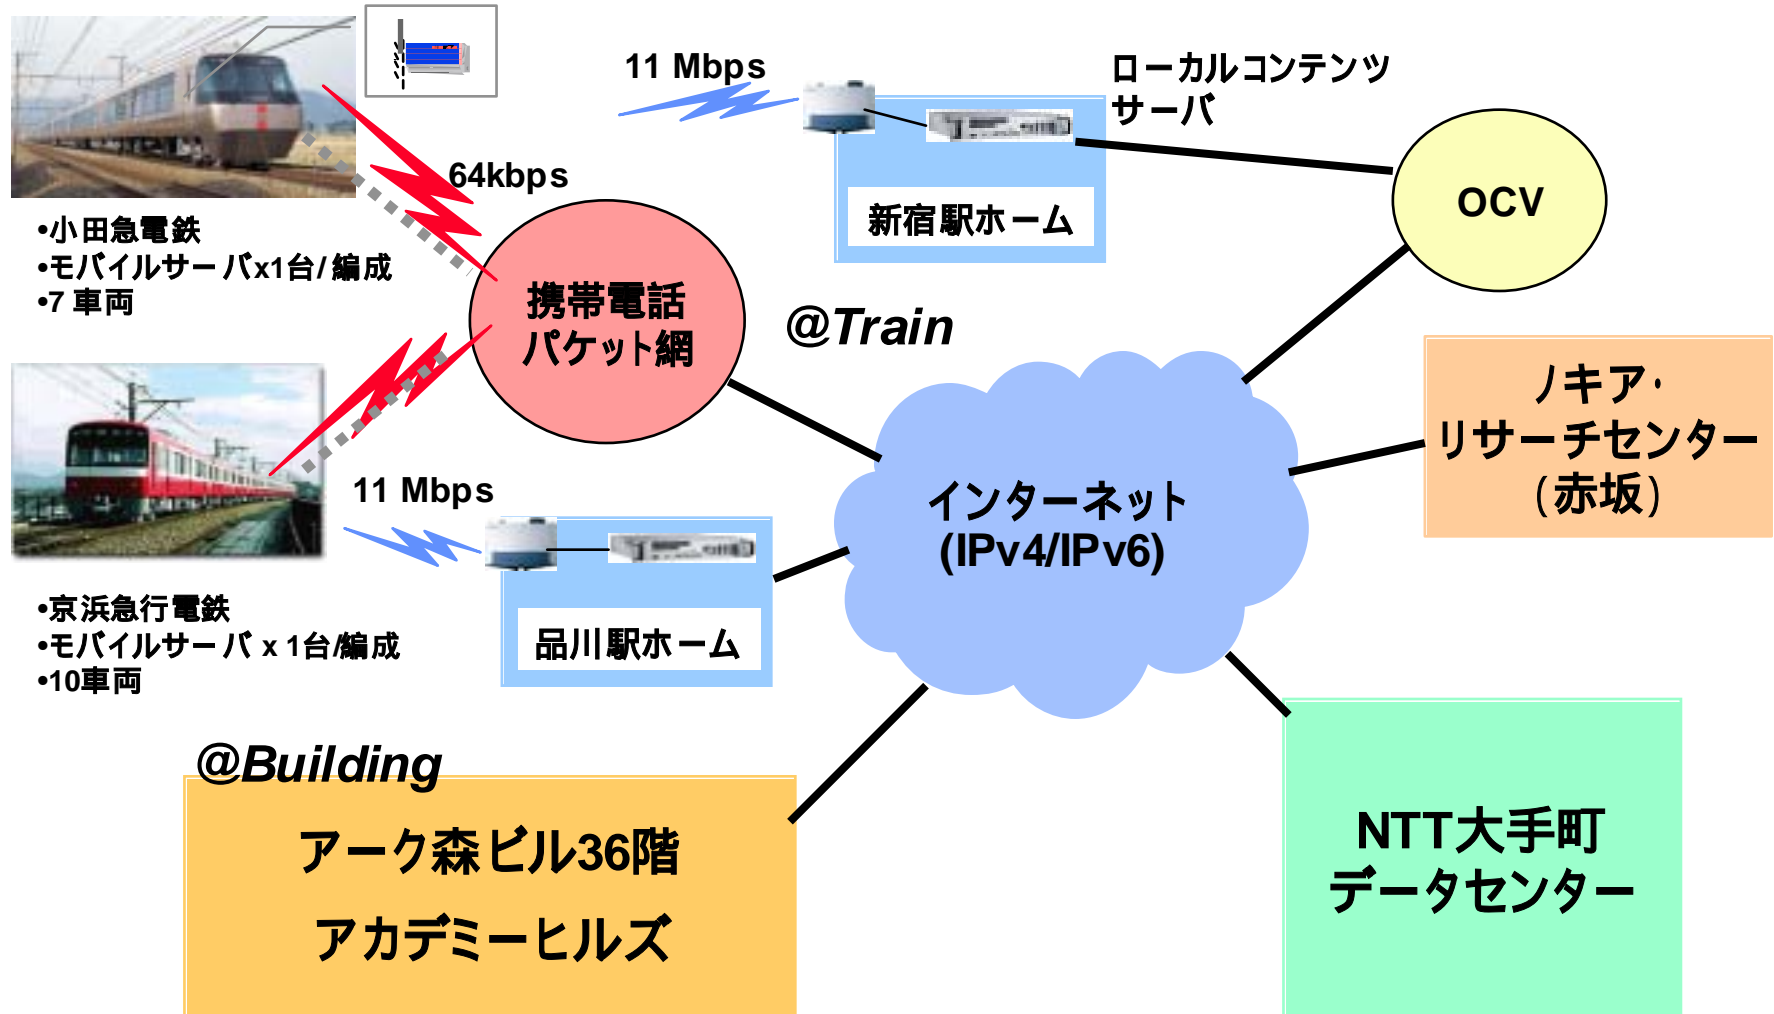 11 Mbps
ローカルコンテンツ
サーバ
64kbps
OCV
新宿駅ホーム
•小田急電鉄
•モバイルサーバx1台/編成
•7 車両
携帯電話
パケット網
@Train
ノキア・
リサーチセンター
(赤坂)
11 Mbps
インターネット
(IPv4/IPv6)
•京浜急行電鉄
•モバイルサーバ x 1台/編成
•10車両
品川駅ホーム
@Building
アーク森ビル36階
アカデミーヒルズ
NTT大手町
データセンター